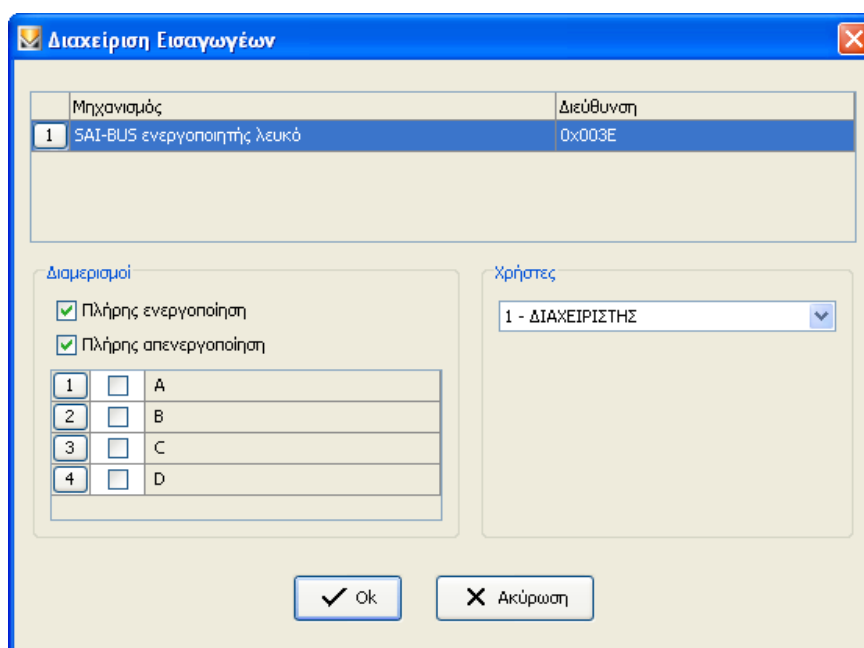 Διαχείριση Εισαγωγέων
Μηχανισμός Διεύθυνση
1 SAI-BUS ενεργοποιητής λευκό 0x003E
Διαμερισμοί
Πλήρης ενεργοποίηση
Πλήρης απενεργοποίηση
1 A
2 B
3 C
4 D
Χρήστες
1 - ΔΙΑΧΕΙΡΙΣΤΗΣ
Ok Ακύρωση